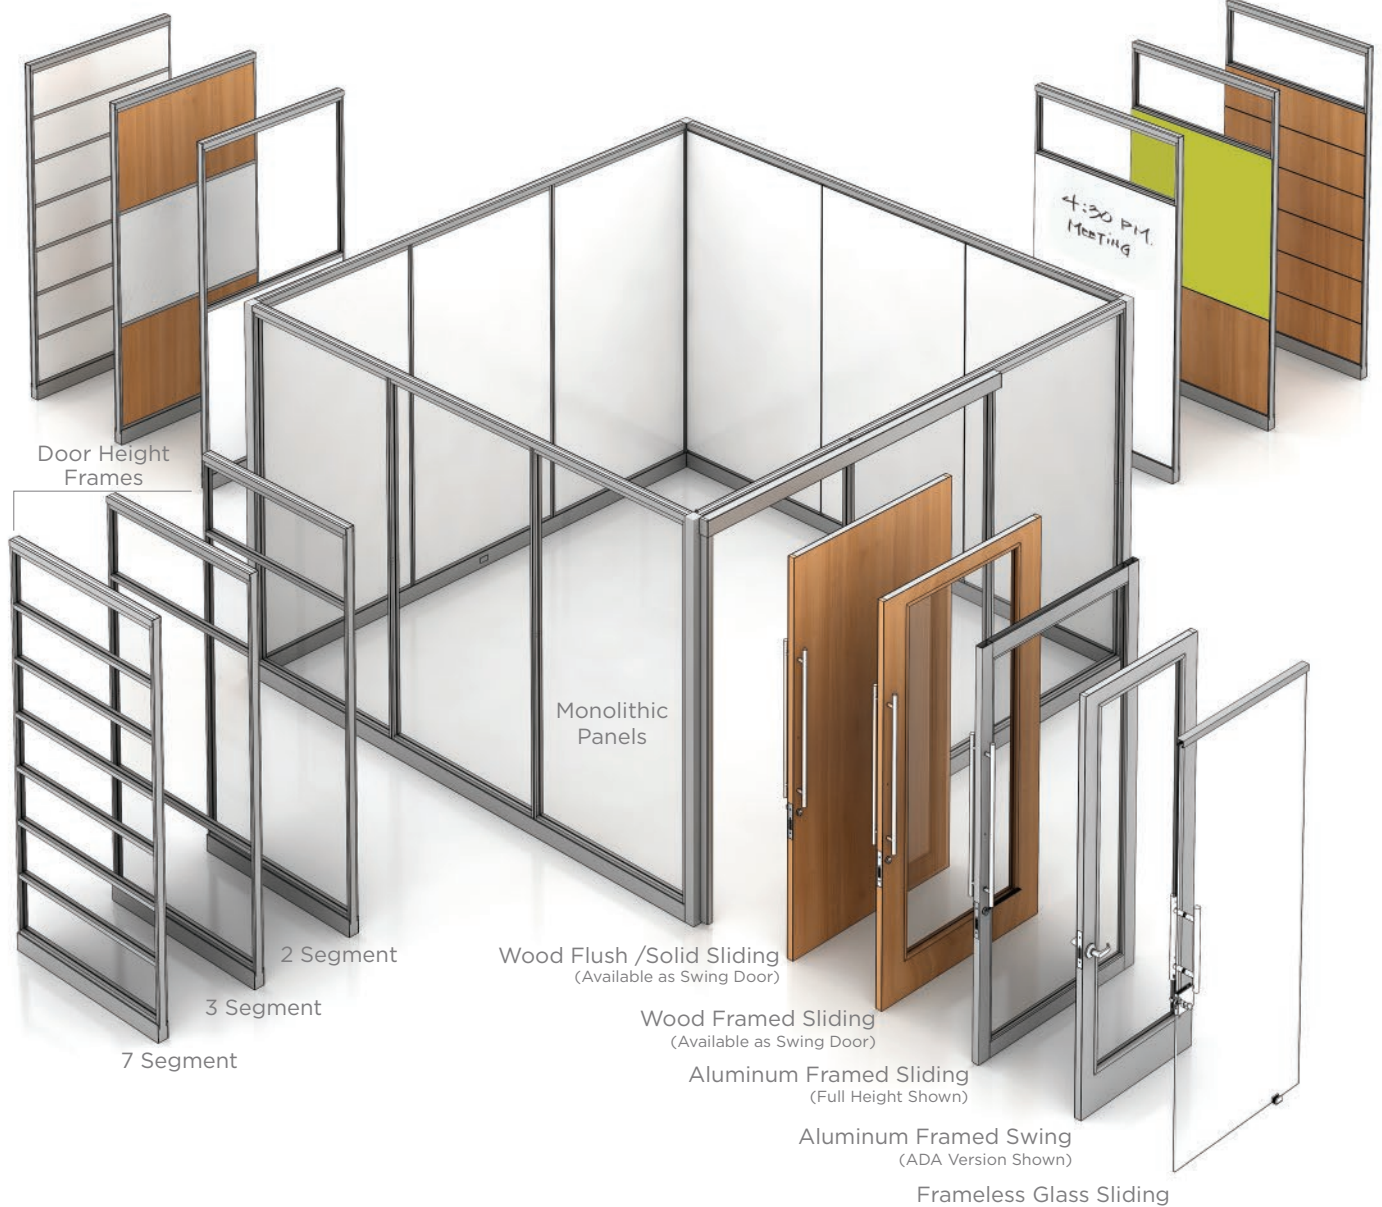 4:30 PM.
MEETING
Door Height
Frames
Monolithic
Panels
2 Segment
3 Segment
7 Segment
Wood Flush /Solid Sliding
(Available as Swing Door)
Wood Framed Sliding
(Available as Swing Door)
Aluminum Framed Sliding
(Full Height Shown)
Aluminum Framed Swing
(ADA Version Shown)
Frameless Glass Sliding